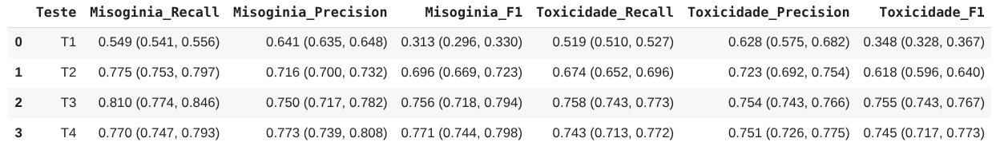 Teste Misoginia_Recall Misoginia_Precision Misoginia_F1 Toxicidade_Recall Toxicidade_Precision Toxicidade_F1
0 T1 0.549 (0.541, 0.556) 0.641 (0.635, 0.648) 0.313 (0.296, 0.330) 0.519 (0.510, 0.527) 0.628 (0.575, 0.682) 0.348 (0.328, 0.367)
1 T2 0.775 (0.753, 0.797) 0.716 (0.700, 0.732) 0.696 (0.669, 0.723) 0.674 (0.652, 0.696) 0.723 (0.692, 0.754) 0.618 (0.596, 0.640)
2 T3 0.810 (0.774, 0.846) 0.750 (0.717, 0.782) 0.756 (0.718, 0.794) 0.758 (0.743, 0.773) 0.754 (0.743, 0.766) 0.755 (0.743, 0.767)
3 T4 0.770 (0.747, 0.793) 0.773 (0.739, 0.808) 0.771 (0.744, 0.798) 0.743 (0.713, 0.772) 0.751 (0.726, 0.775) 0.745 (0.717, 0.773)